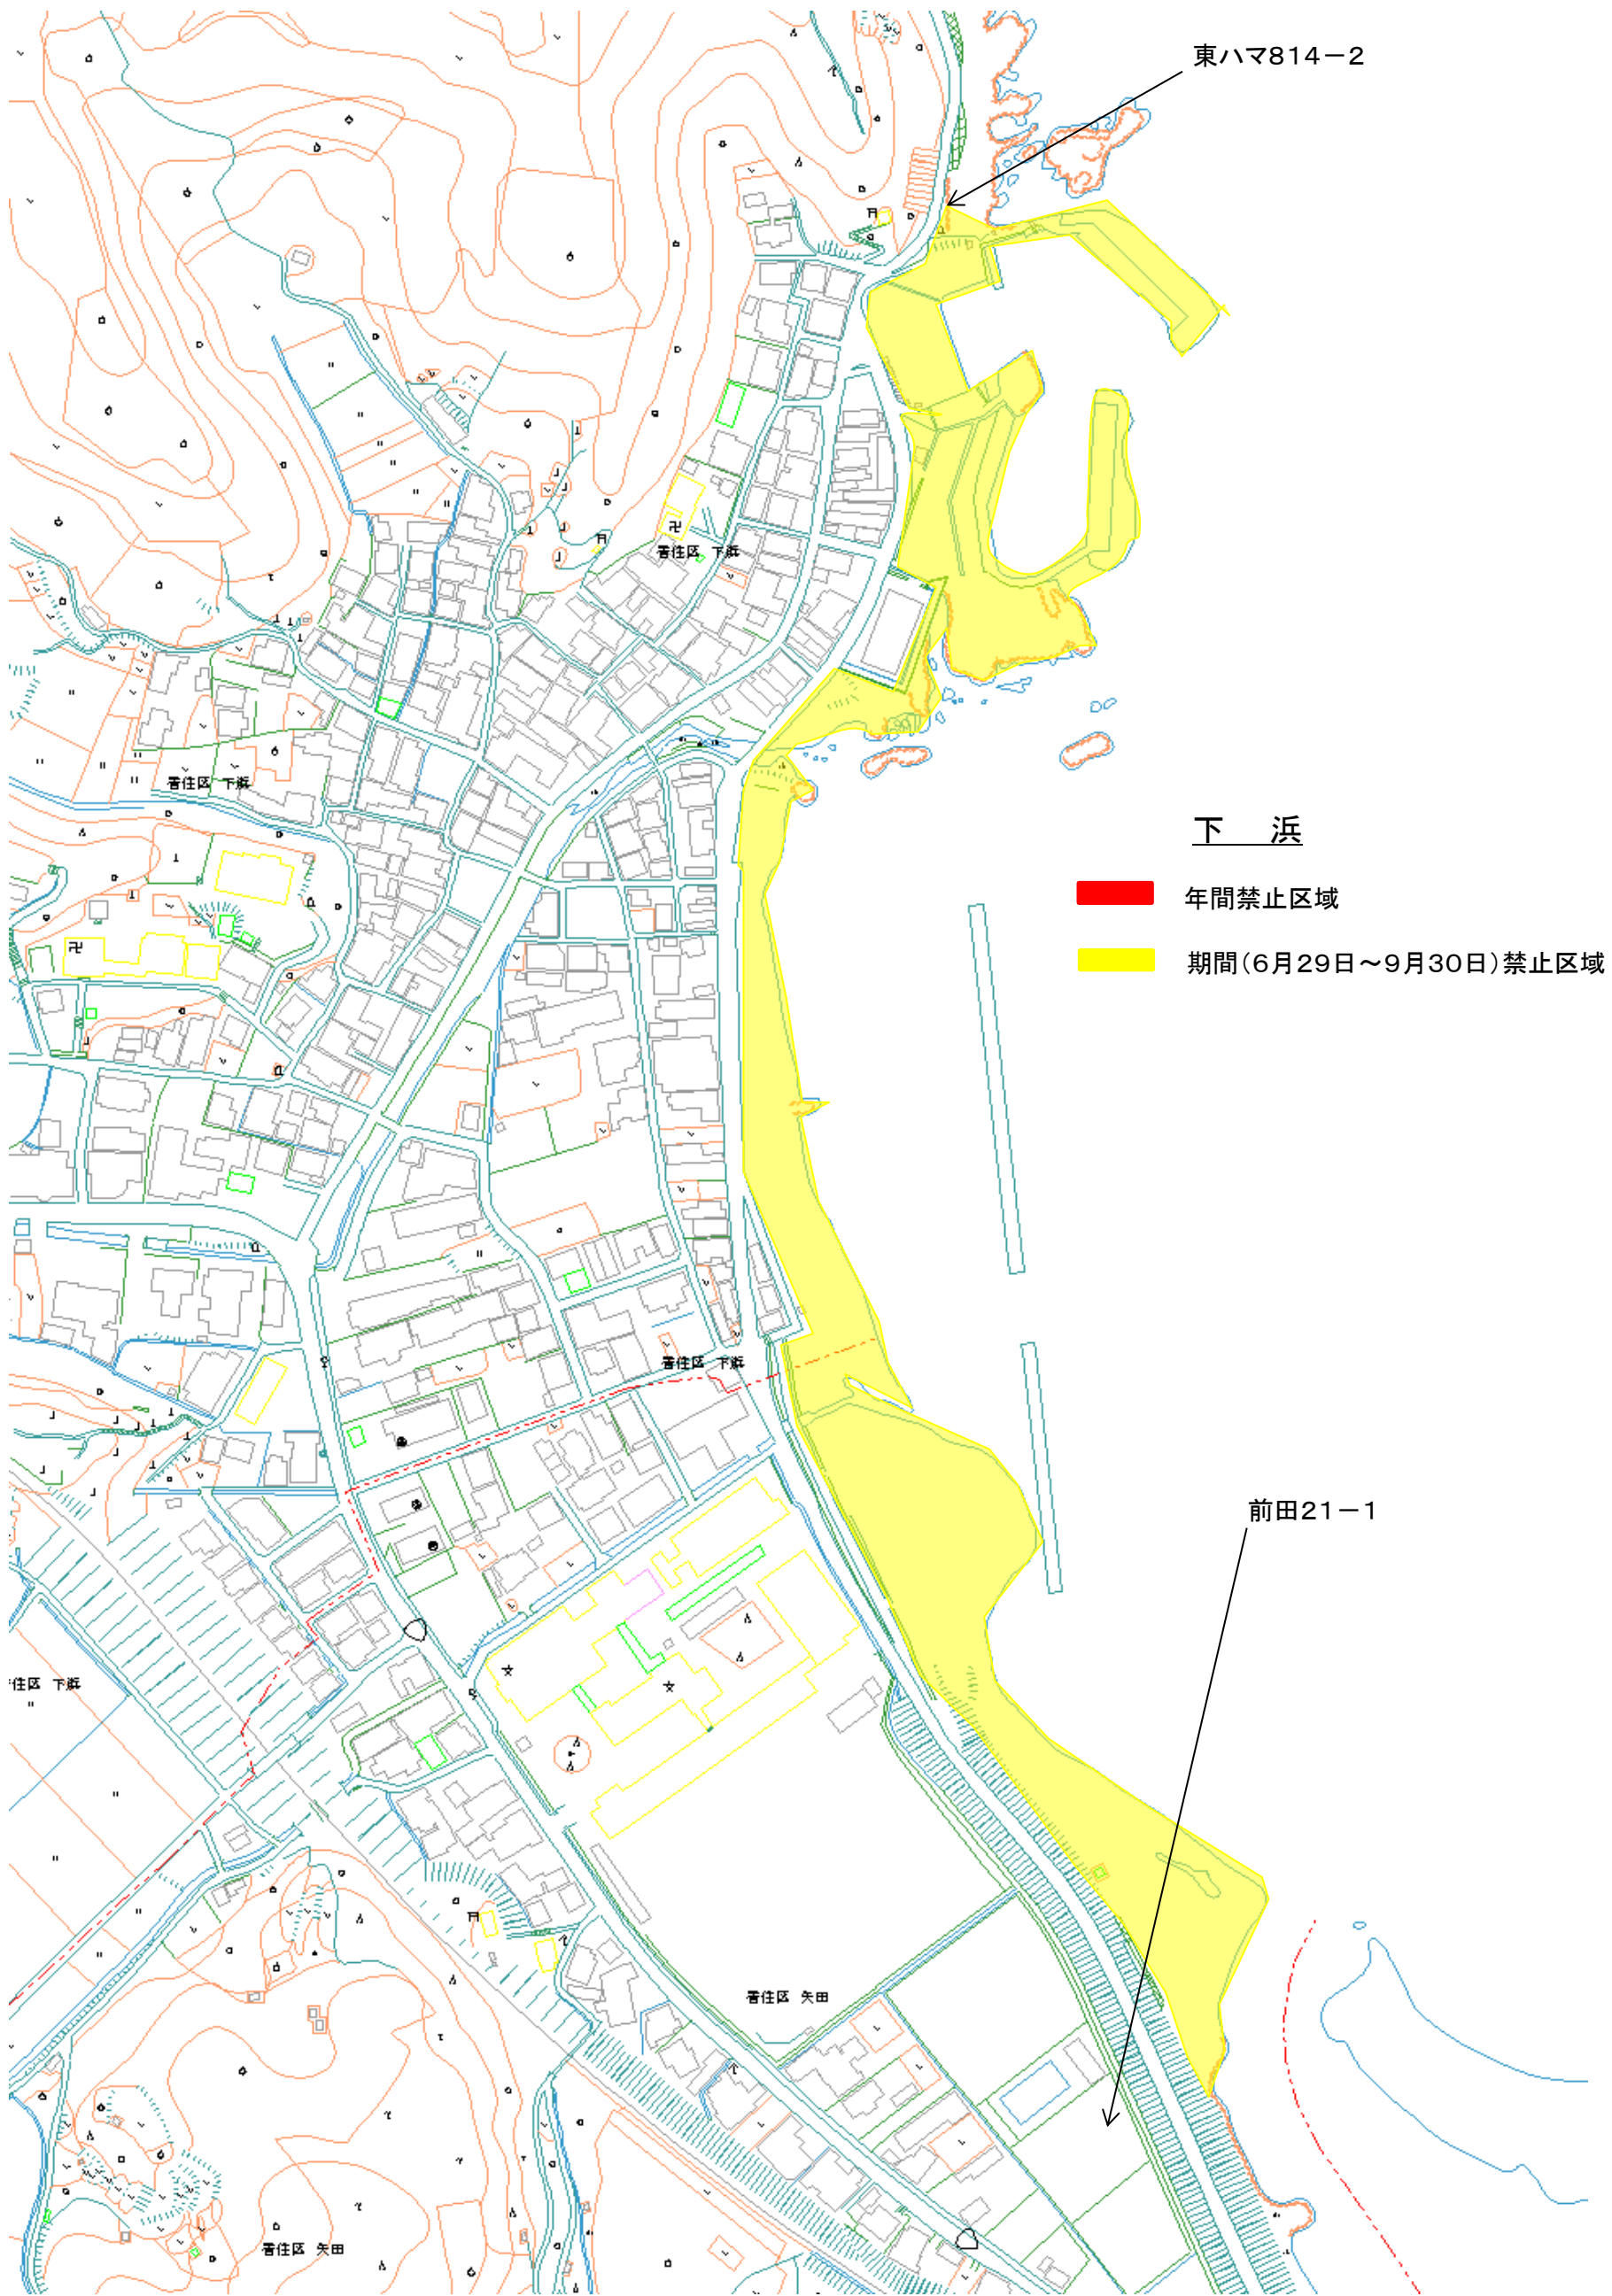 東ハマ814－2
香住区 下浜
香住区 下浜
下　浜
年間禁止区域
期間(6月29日～9月30日)禁止区域
香住区 下浜
前田21－1
住区 下浜
香住区 矢田
香住区 矢田